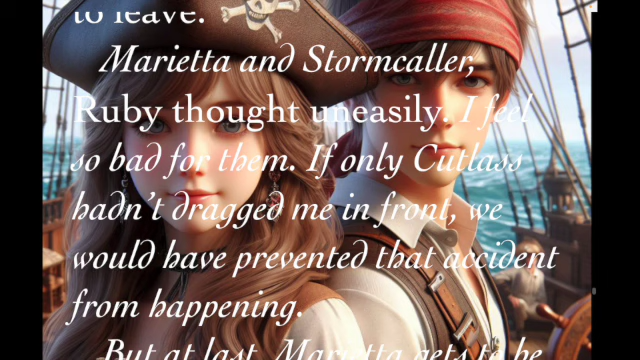 to leave.
Marietta and Stormcaller,
Ruby thought uneasily. I feel
so bad for them. If only Cutlass
hadn't dragged me in front, we
would have prevented that accident
from happening.
But at last, Marietta gets to be